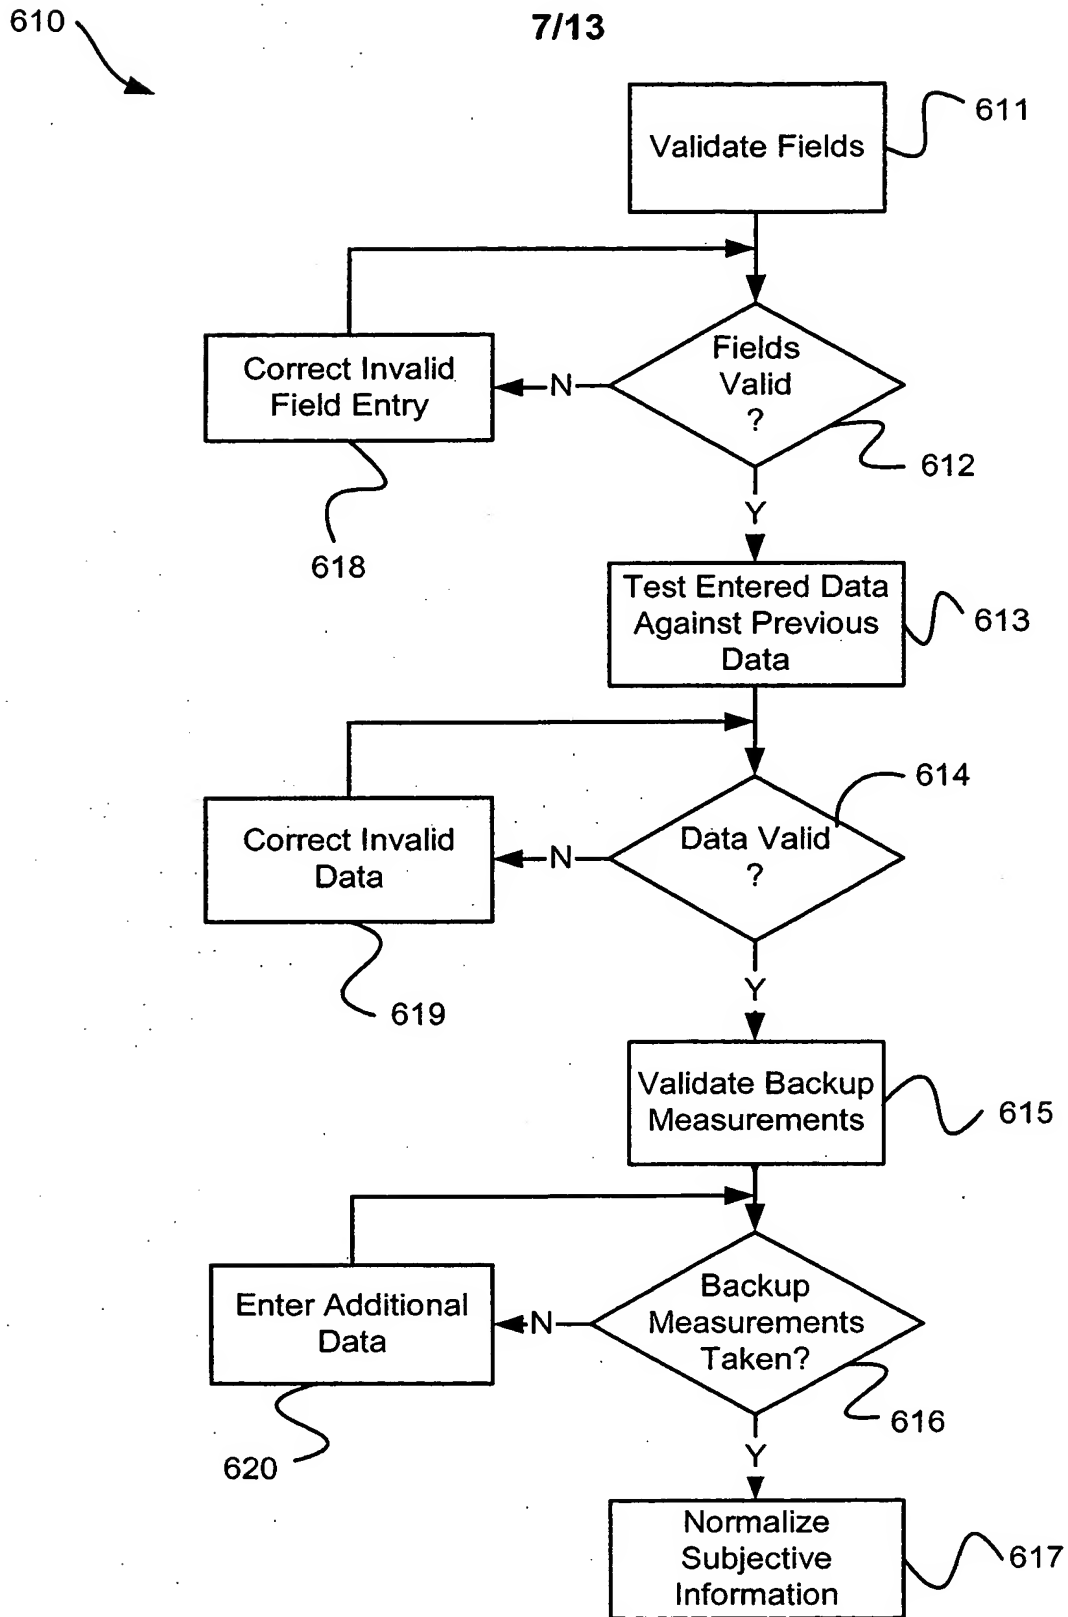 610
7/13
Validate Fields
611
Fields
Valid
?
612
N
Correct Invalid
Field Entry
618
Y
Test Entered Data
Against Previous
Data
613
614
Data Valid
?
N
Correct Invalid
Data
619
Y
Validate Backup
Measurements
615
Backup
Measurements
Taken?
616
N
Enter Additional
Data
620
Y
Normalize
Subjective
Information
617